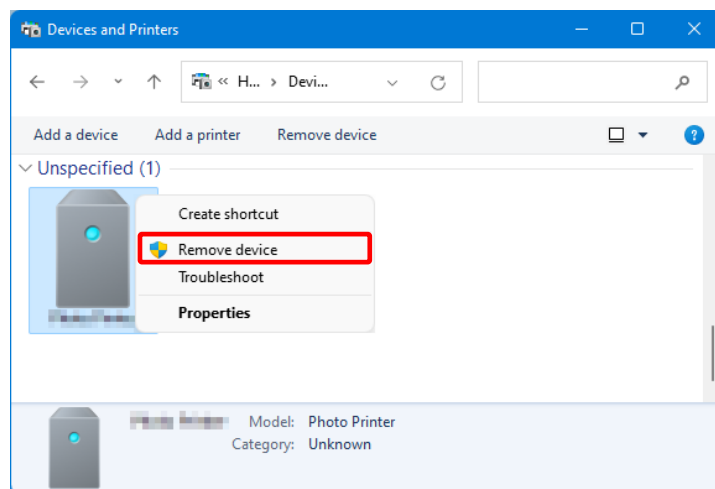 Devices and Printers
« H... › Devi...
Add a device Add a printer Remove device
Unspecified (1)
Create shortcut
Remove device
Troubleshoot
Properties
Model: Photo Printer
Category: Unknown